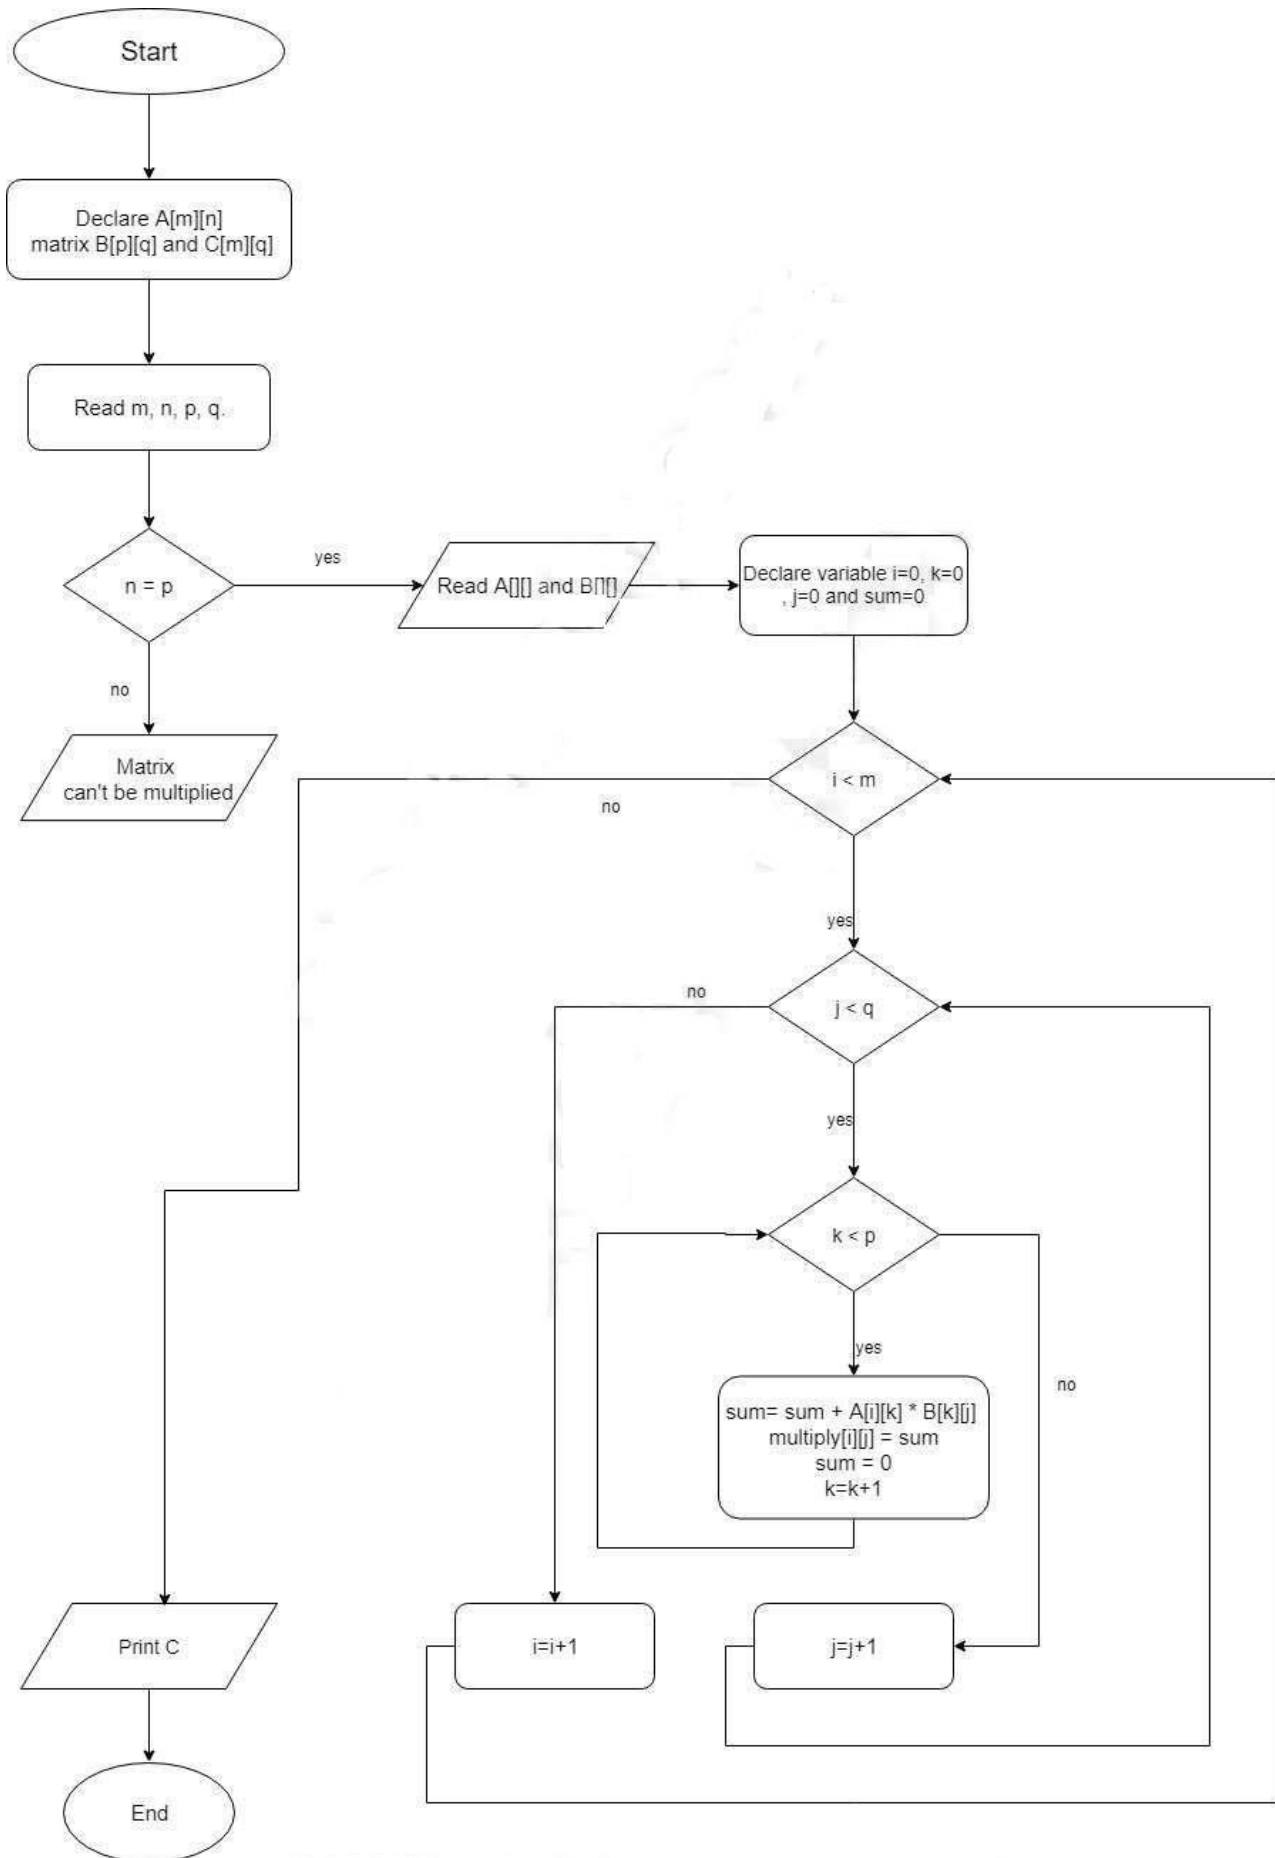 Start
Declare A[m][n]
matrix B[p][q] and C[m][q]
Read m, n, p, q.
n = p
yes
Read A[][] and B[][]
Declare variable i=0, k=0
, j=0 and sum=0
no
Matrix
can't be multiplied
i < m
no
yes
j < q
no
yes
k < p
yes
no
sum= sum + A[i][k] * B[k][j]
multiply[i][j] = sum
sum = 0
k=k+1
Print C
i=i+1
j=j+1
End